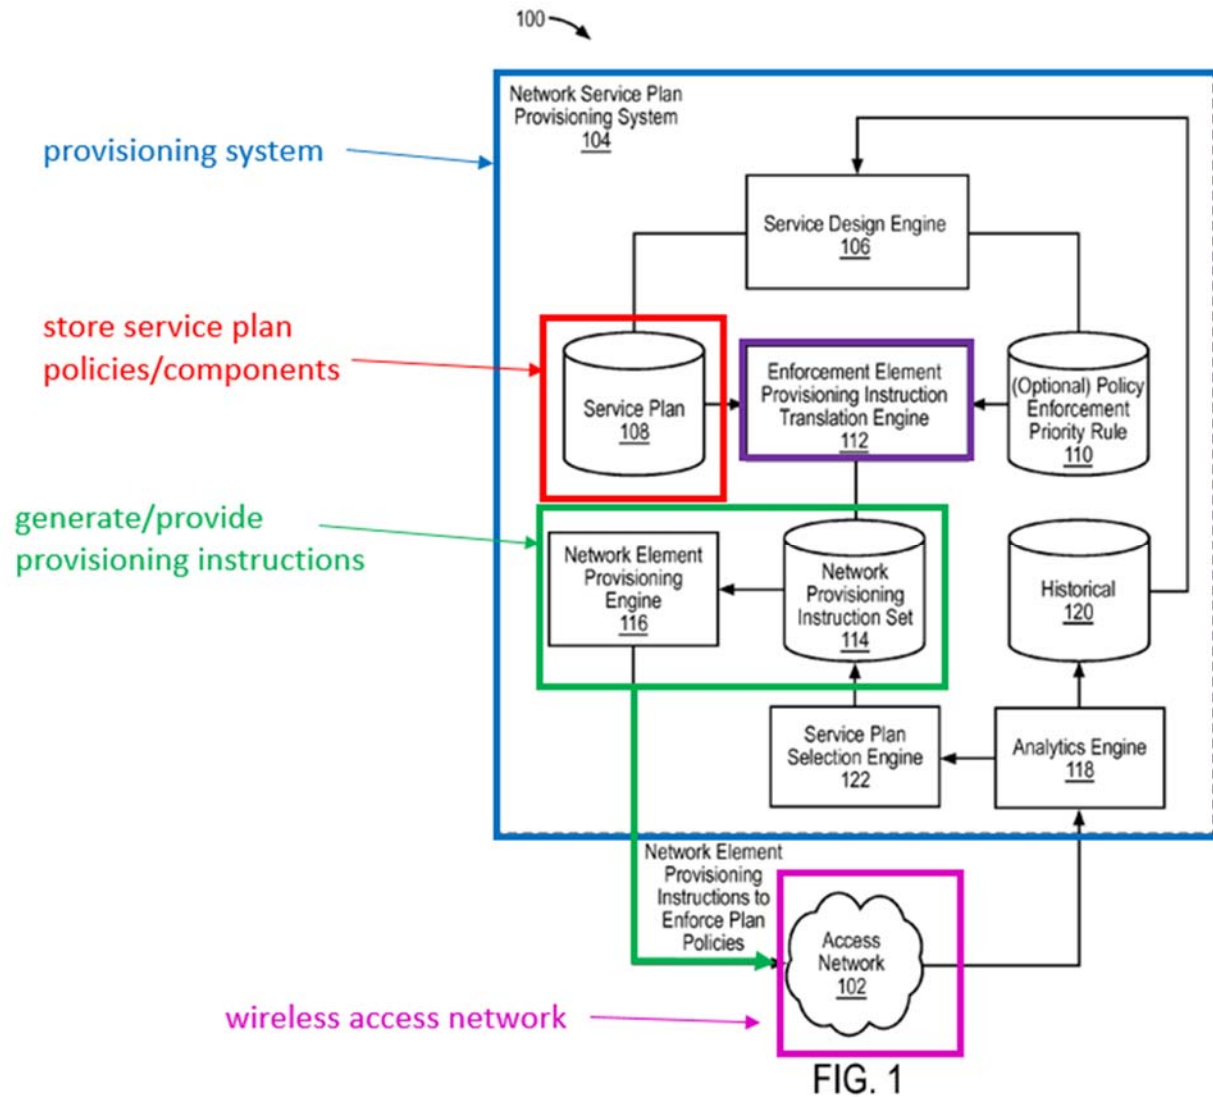 100
Network Service Plan
Provisioning System
104
provisioning system
Service Design Engine
106
store service plan
policies/components
Service Plan
108
Enforcement Element
Provisioning Instruction
Translation Engine
112
(Optional) Policy
Enforcement
Priority Rule
110
generate/provide
provisioning instructions
Network Element
Provisioning
Engine
116
Network
Provisioning
Instruction Set
114
Historical
120
Service Plan
Selection Engine
122
Analytics Engine
118
Network Element
Provisioning
Instructions to
Enforce Plan
Policies
Access
Network
102
wireless access network
FIG. 1